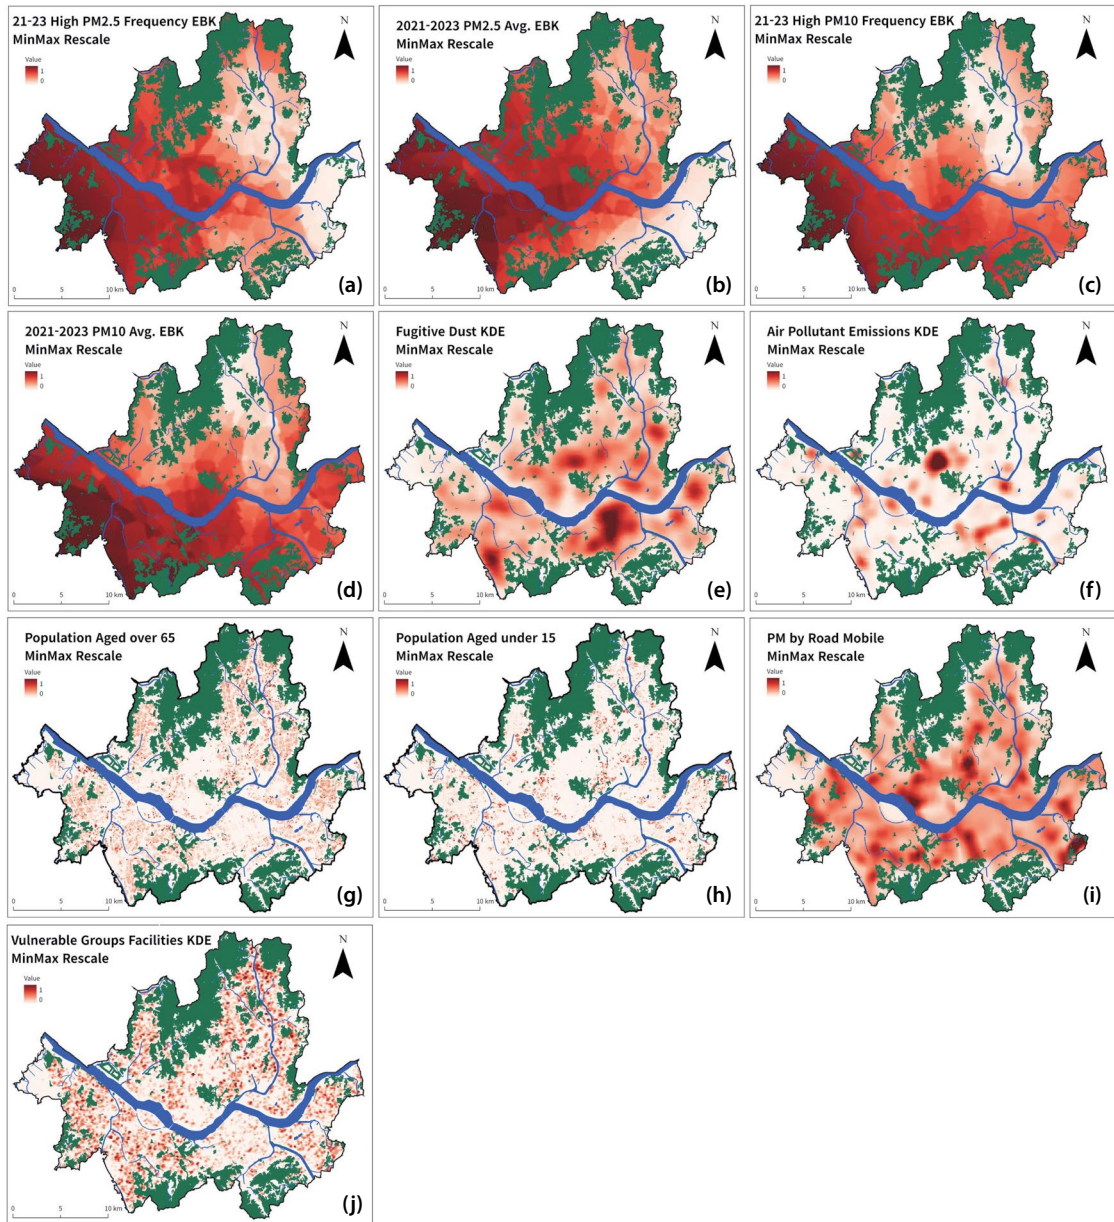 21-23 High PM2.5 Frequency EBK
MinMax Rescale
Value
1
0
N
0 5 10 km
(a)
2021-2023 PM2.5 Avg. EBK
MinMax Rescale
Value
1
0
N
0 5 10 km
(b)
21-23 High PM10 Frequency EBK
MinMax Rescale
Value
1
0
N
0 5 10 km
(c)
2021-2023 PM10 Avg. EBK
MinMax Rescale
Value
1
0
N
0 5 10 km
(d)
Fugitive Dust KDE
MinMax Rescale
Value
1
0
N
0 5 10 km
(e)
Air Pollutant Emissions KDE
MinMax Rescale
Value
1
0
N
0 5 10 km
(f)
Population Aged over 65
MinMax Rescale
Value
1
0
N
0 5 10 km
(g)
Population Aged under 15
MinMax Rescale
Value
1
0
N
0 5 10 km
(h)
PM by Road Mobile
MinMax Rescale
Value
1
0
N
0 5 10 km
(i)
Vulnerable Groups Facilities KDE
MinMax Rescale
Value
1
0
N
0 5 10 km
(j)